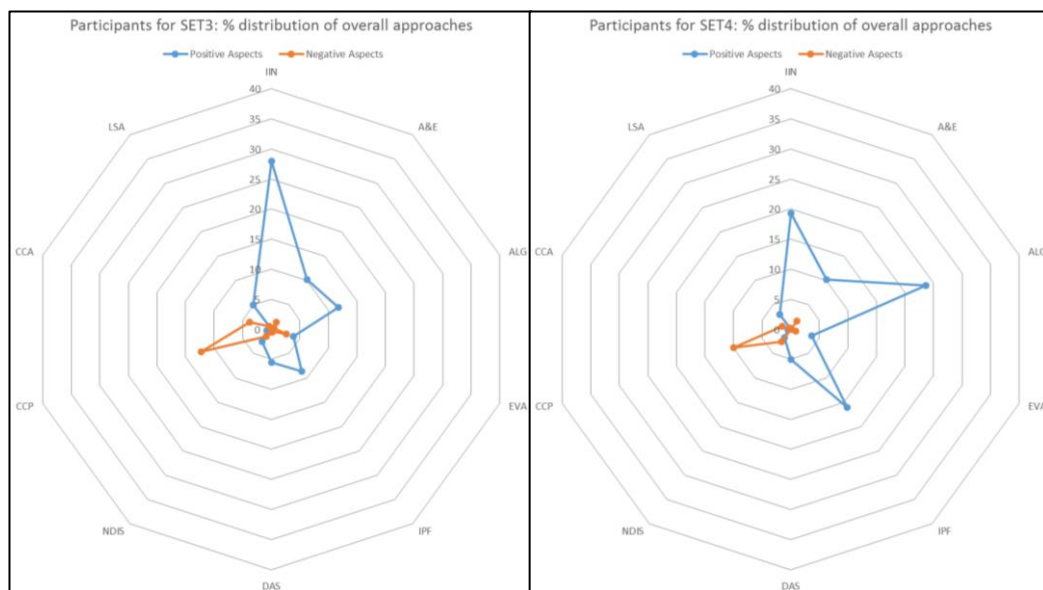 Participants for SET3: % distribution of overall approaches
Positive Aspects Negative Aspects
IIN
40
35
30
25
20
15
10
5
0
A&E
ALG
EVA
IPF
DAS
NDIS
CCP
CCA
LSA
Participants for SET4: % distribution of overall approaches
Positive Aspects Negative Aspects
IIN
40
35
30
25
20
15
10
5
0
A&E
ALG
EVA
IPF
DAS
NDIS
CCP
CCA
LSA